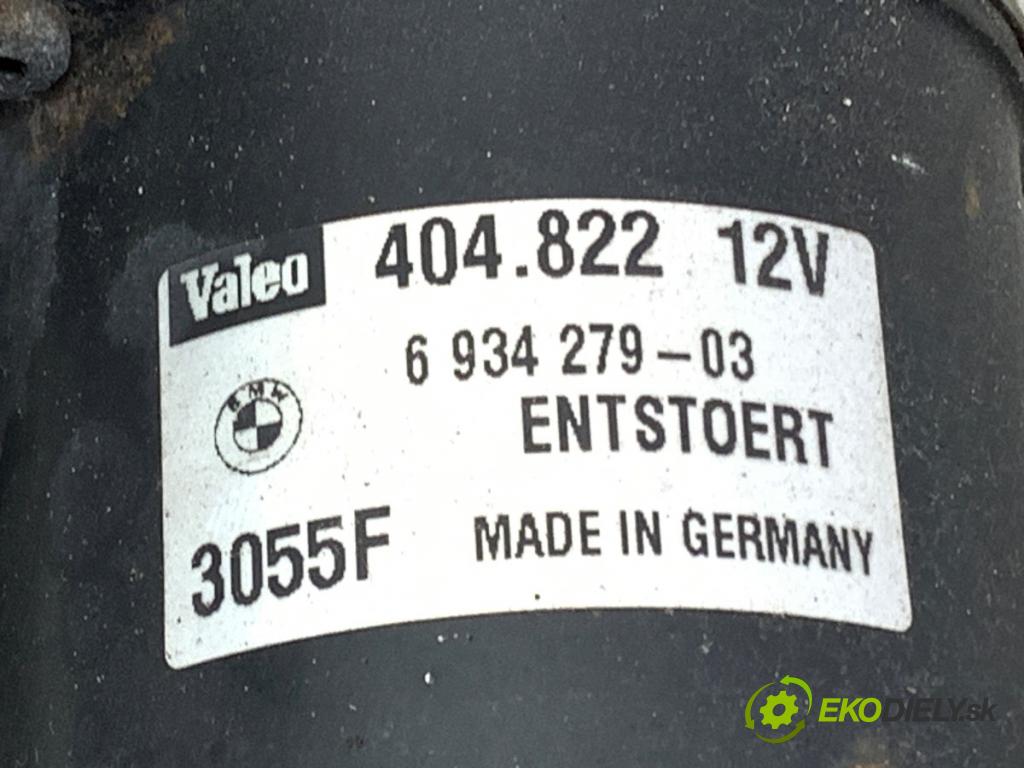 Valeo 404.822 12V
6 934 279-03
BMW
ENTSTOERT
3055F MADE IN GERMANY
EKODIELY.sk